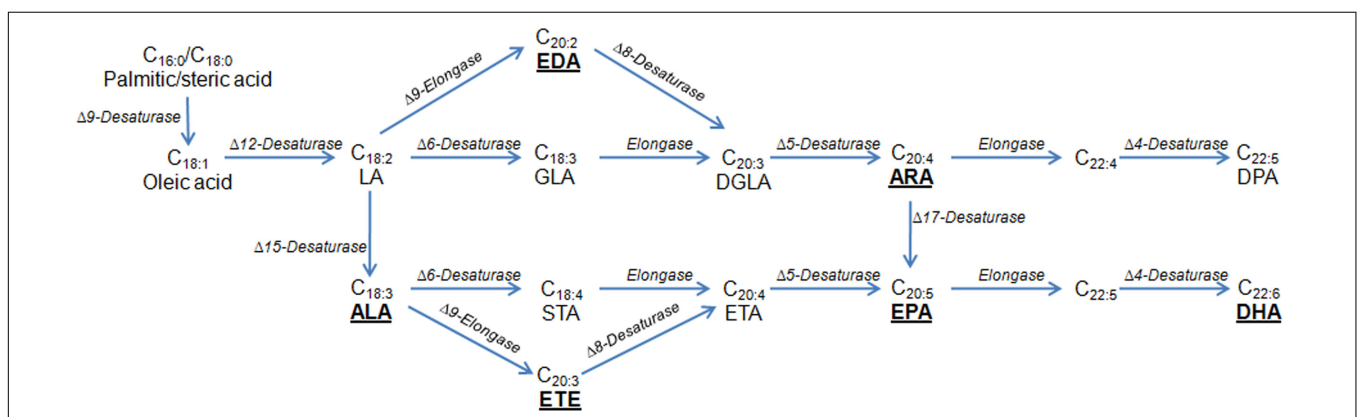 C20:2
EDA
C16:0/C18:0
Palmitic/steric acid
Δ9-Elongase
Δ8-Desaturase
Δ9-Desaturase
Δ12-Desaturase
Δ6-Desaturase
Elongase
Δ5-Desaturase
Elongase
Δ4-Desaturase
C18:1
Oleic acid
C18:2
LA
C18:3
GLA
C20:3
DGLA
C20:4
ARA
C22:4
C22:5
DPA
Δ15-Desaturase
Δ17-Desaturase
Δ6-Desaturase
Elongase
Δ5-Desaturase
Elongase
Δ4-Desaturase
C18:3
ALA
C18:4
STA
C20:4
ETA
C20:5
EPA
C22:5
C22:6
DHA
Δ9-Elongase
Δ8-Desaturase
C20:3
ETE